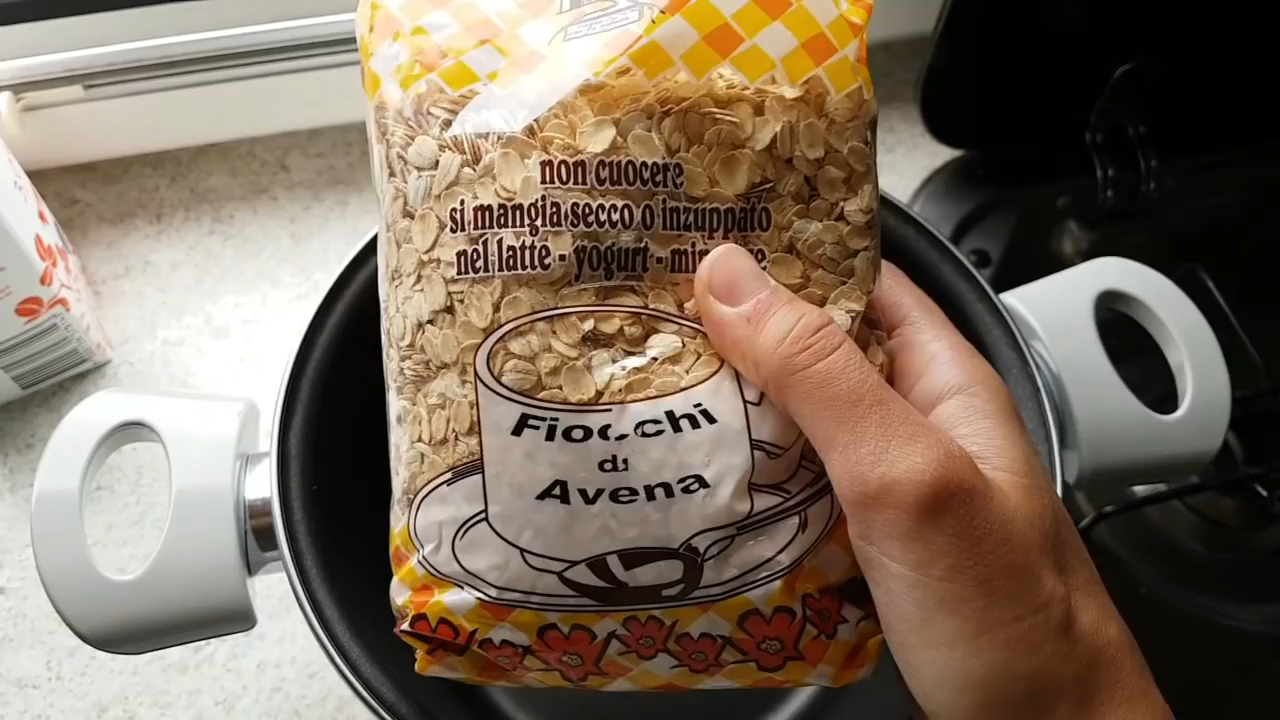 non cuocere
si mangia secco o inzuppato
nel latte - yogurt -
Fiocchi
di
Avena